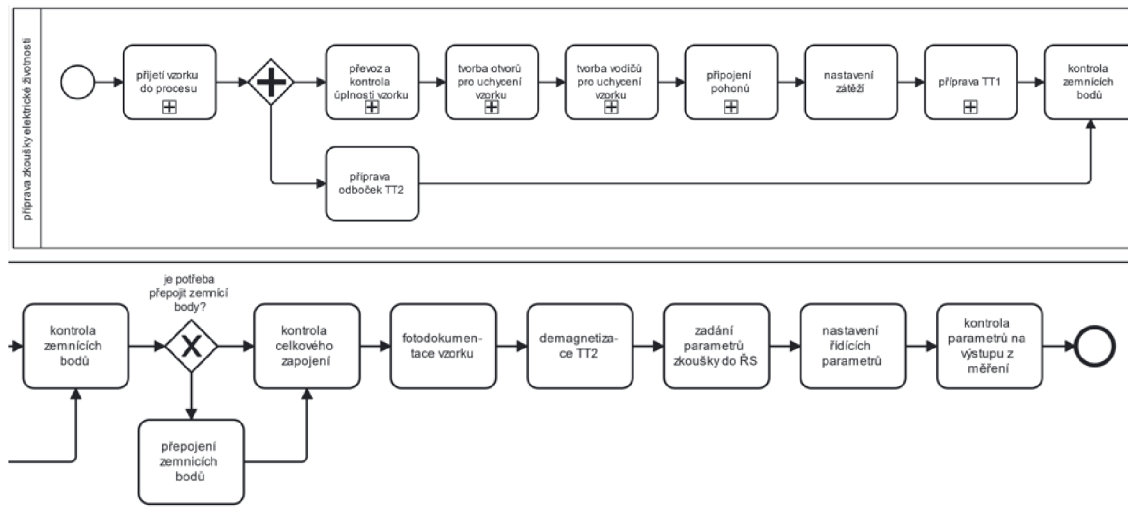 příprava zkoušky elektrické životnosti
přijetí vzorku
do procesu
převoz a
kontrola
úplnosti vzorku
tvorba otvorů
pro uchycení
vzorku
tvorba vodičů
pro uchycení
vzorku
připojení
pohonů
nastavení
zátěží
příprava TT1
kontrola
zemnicích
bodů
příprava
odboček TT2
je potřeba
přepojit zemnící
body?
kontrola
zemnících
bodů
kontrola
celkového
zapojení
fotodokumen-
tace vzorku
demagnetiza-
ce TT2
zadání
parametrů
zkoušky do ŘS
nastavení
řídících
parametrů
kontrola
parametrů na
výstupu z
měření
přepojení
zemnicích
bodů